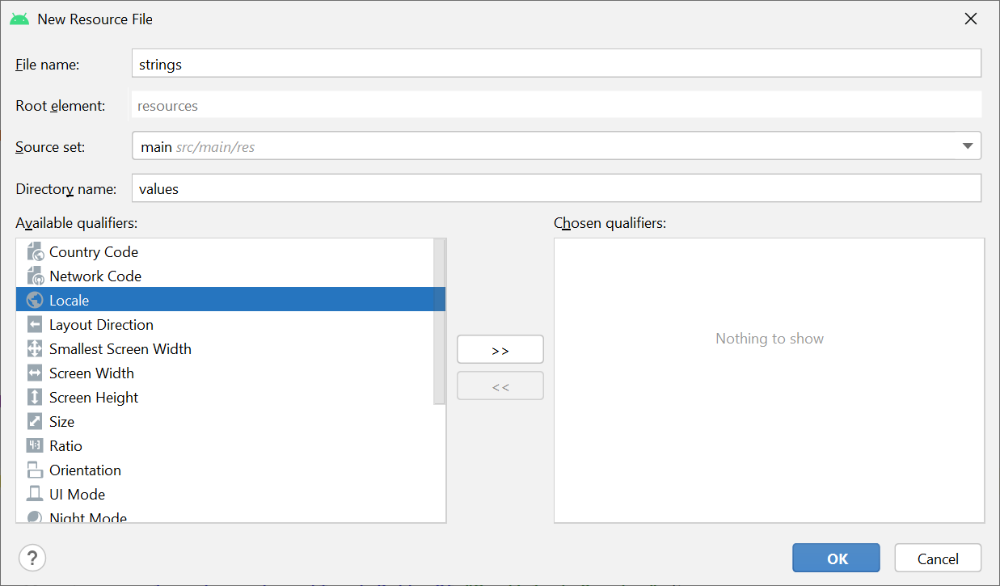 New Resource File
File name: strings
Root element: resources
Source set: main src/main/res
Directory name: values
Available qualifiers: Chosen qualifiers:
Country Code
Network Code
Locale
Layout Direction
Nothing to show
Smallest Screen Width
>>
Screen Width
<<
Screen Height
Size
4:3 Ratio
Orientation
UI Mode
Night Mode
? OK Cancel